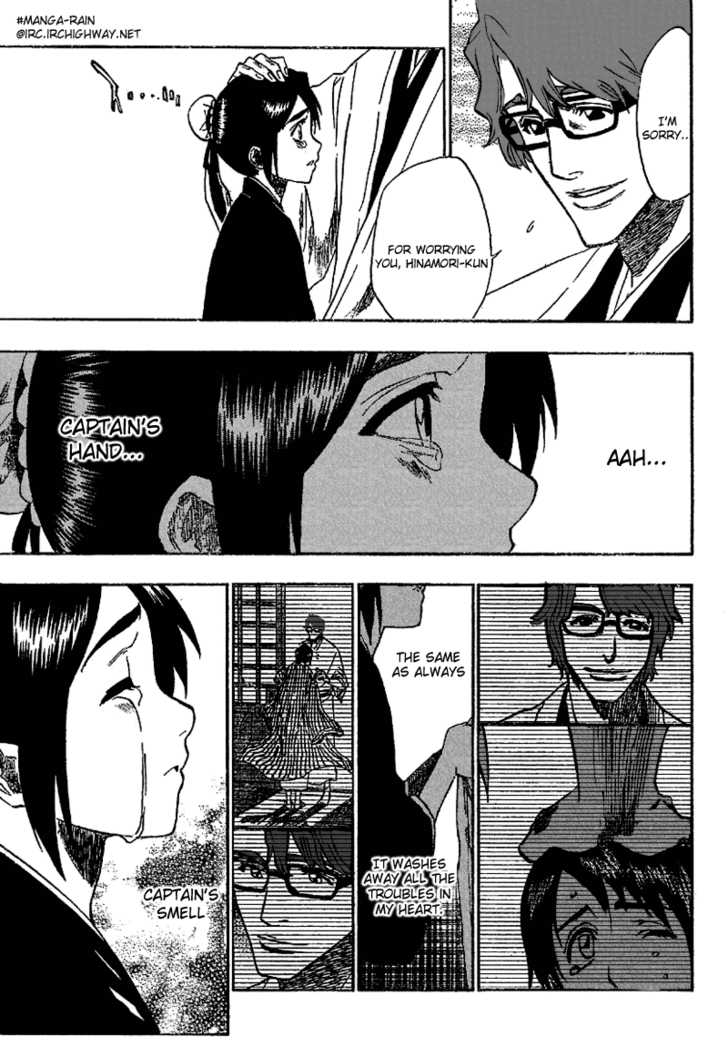 #MANGA-RAIN
@IRC.IRCHIGHWAY.NET
I'M
SORRY..
FOR WORRYING
YOU, HINAMORI-KUN
AAH...
CAPTAIN'S
HAND...
THE SAME
AS ALWAYS
IT WASHES
AWAY ALL THE
TROUBLES IN
MY HEART.
CAPTAIN'S
SMELL